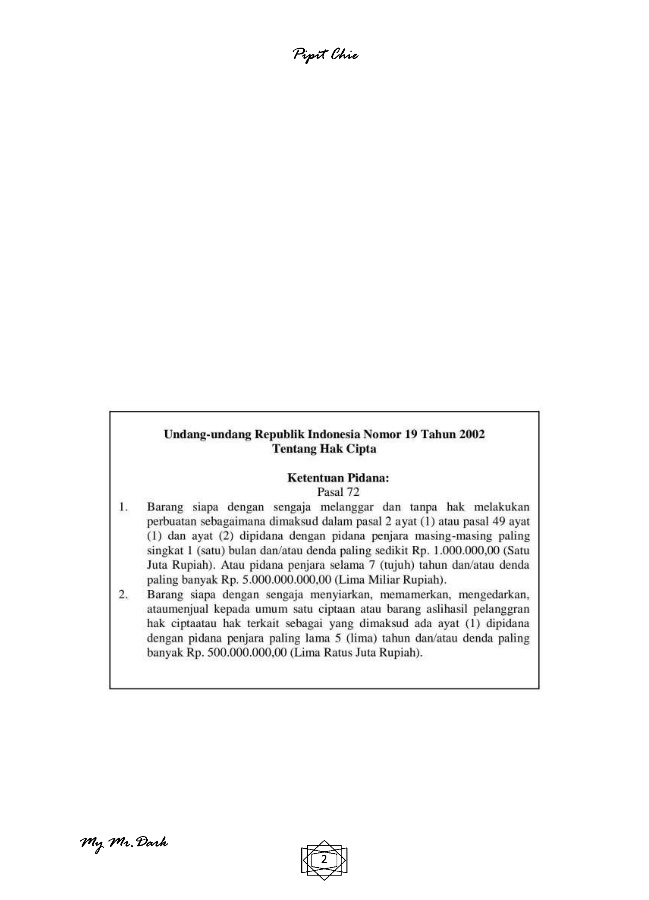 Pipit Chie
Undang-undang Republik Indonesia Nomor 19 Tahun 2002
Tentang Hak Cipta
Ketentuan Pidana:
Pasal 72
1. Barang siapa dengan sengaja melanggar dan tanpa hak melakukan
perbuatan sebagaimana dimaksud dalam pasal 2 ayat (1) atau pasal 49 ayat
(1) dan ayat (2) dipidana dengan pidana penjara masing-masing paling
singkat 1 (satu) bulan dan/atau denda paling sedikit Rp. 1.000.000,00 (Satu
Juta Rupiah). Atau pidana penjara selama 7 (tujuh) tahun dan/atau denda
paling banyak Rp. 5.000.000.000,00 (Lima Miliar Rupiah).
2. Barang siapa dengan sengaja menyiarkan, memamerkan, mengedarkan,
ataumenjual kepada umum satu ciptaan atau barang aslihasil pelanggran
hak ciptaatau hak terkait sebagai yang dimaksud ada ayat (1) dipidana
dengan pidana penjara paling lama 5 (lima) tahun dan/atau denda paling
banyak Rp. 500.000.000,00 (Lima Ratus Juta Rupiah).
My Mr.Dark
2